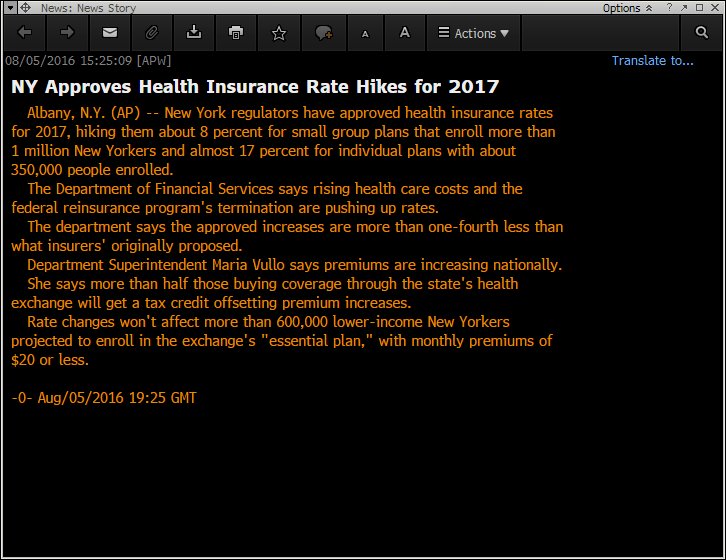 News: News Story
Options
?
08/05/2016 15:25:09 [APW]
A
A
Actions
Translate to...
NY Approves Health Insurance Rate Hikes for 2017
Albany, N.Y. (AP) -- New York regulators have approved health insurance rates
for 2017, hiking them about 8 percent for small group plans that enroll more than
1 million New Yorkers and almost 17 percent for individual plans with about
350,000 people enrolled.
The Department of Financial Services says rising health care costs and the
federal reinsurance program's termination are pushing up rates.
The department says the approved increases are more than one-fourth less than
what insurers' originally proposed.
Department Superintendent Maria Vullo says premiums are increasing nationally.
She says more than half those buying coverage through the state's health
exchange will get a tax credit offsetting premium increases.
Rate changes won't affect more than 600,000 lower-income New Yorkers
projected to enroll in the exchange's "essential plan," with monthly premiums of
$20 or less.
-0- Aug/05/2016 19:25 GMT